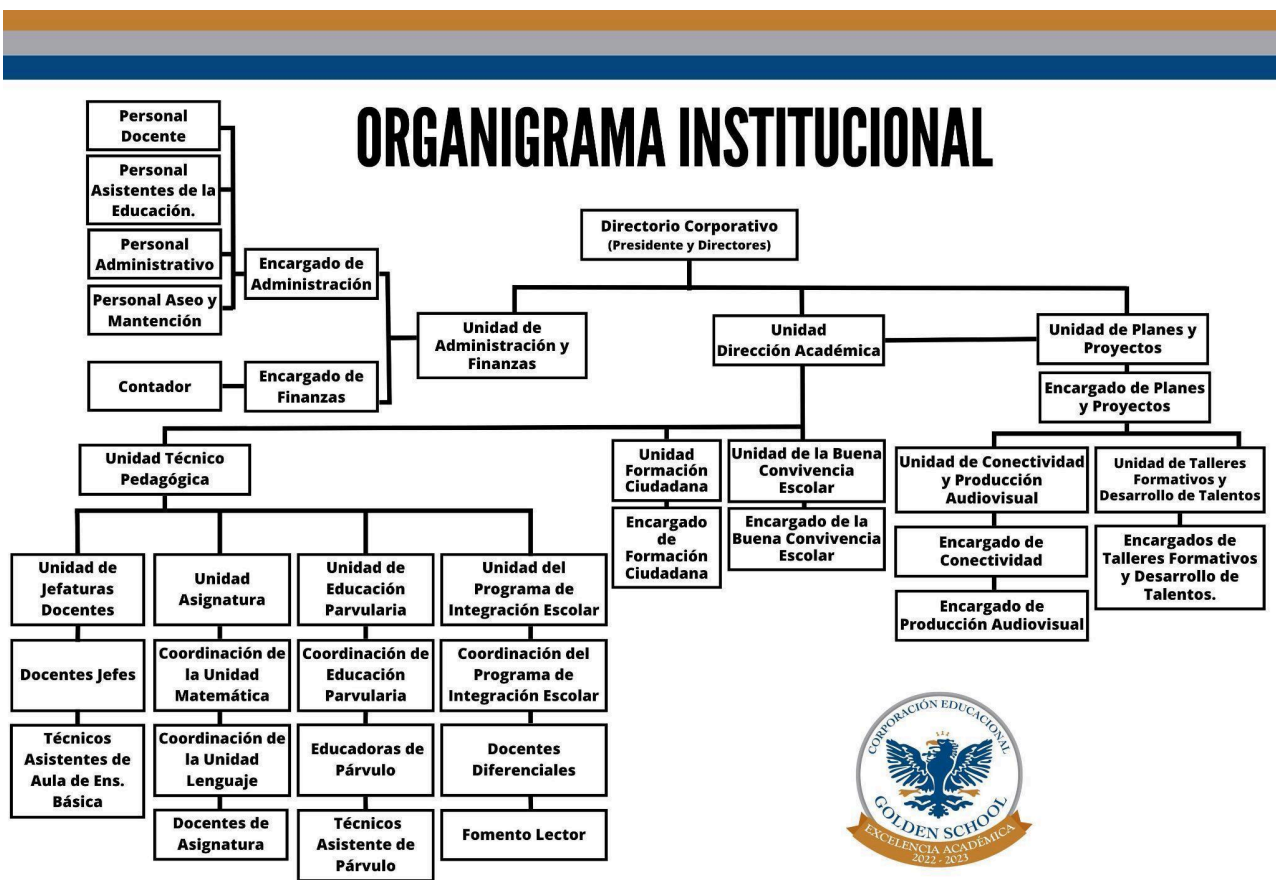 ORGANIGRAMA INSTITUCIONAL
Personal
Docente
Personal
Asistentes de la
Educación.
Personal
Administrativo
Personal Aseo y
Mantención
Encargado de
Administración
Contador
Encargado de
Finanzas
Directorio Corporativo
(Presidente y Directores)
Unidad de
Administración y
Finanzas
Unidad
Dirección Académica
Unidad de Planes y
Proyectos
Encargado de Planes
y Proyectos
Unidad Técnico
Pedagógica
Unidad
Formación
Ciudadana
Encargado
de
Formación
Ciudadana
Unidad de la Buena
Convivencia
Escolar
Encargado de la
Buena Convivencia
Escolar
Unidad de Conectividad
y Producción
Audiovisual
Encargado de
Conectividad
Encargado de
Producción Audiovisual
Unidad de Talleres
Formativos y
Desarrollo de Talentos
Encargados de
Talleres Formativos
y Desarrollo de
Talentos.
Unidad de
Jefaturas
Docentes
Docentes Jefes
Técnicos
Asistentes de
Aula de Ens.
Básica
Unidad
Asignatura
Coordinación de
la Unidad
Matemática
Coordinación de
la Unidad
Lenguaje
Docentes de
Asignatura
Unidad de
Educación
Parvularia
Coordinación de
Educación
Parvularia
Educadoras de
Párvulo
Técnicos
Asistente de
Párvulo
Unidad del
Programa de
Integración Escolar
Coordinación del
Programa de
Integración Escolar
Docentes
Diferenciales
Fomento Lector
CORPORACIÓN EDUCACIONAL
GOLDEN SCHOOL
EXCELENCIA ACADÉMICA
2022 - 2023